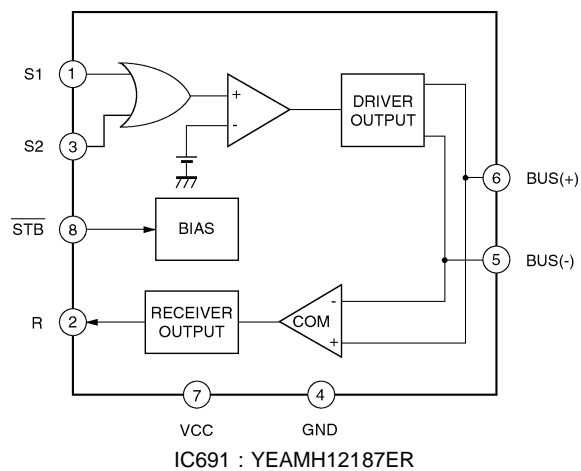 S1
1
+
-
DRIVER
OUTPUT
S2
3
6
BUS(+)
STB
8
BIAS
5
BUS(-)
R
2
RECEIVER
OUTPUT
COM
-
+
7
4
VCC
GND
IC691 : YEAMH12187ER